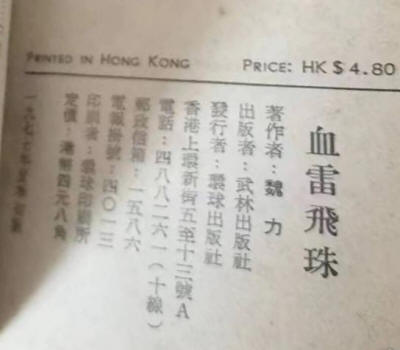 PRINTED IN HONG KONG PRICE: HK $ 4.80
血雷飛珠
著作者：魏 力
出版者：武林出版社
發行者：環球出版社
香港上環新街五至十三號A
電話：四八八二六一（十線）
郵政信箱：一五八六
電報掛號：四〇一三
印刷者：環球印刷所
定價：港幣四元八角